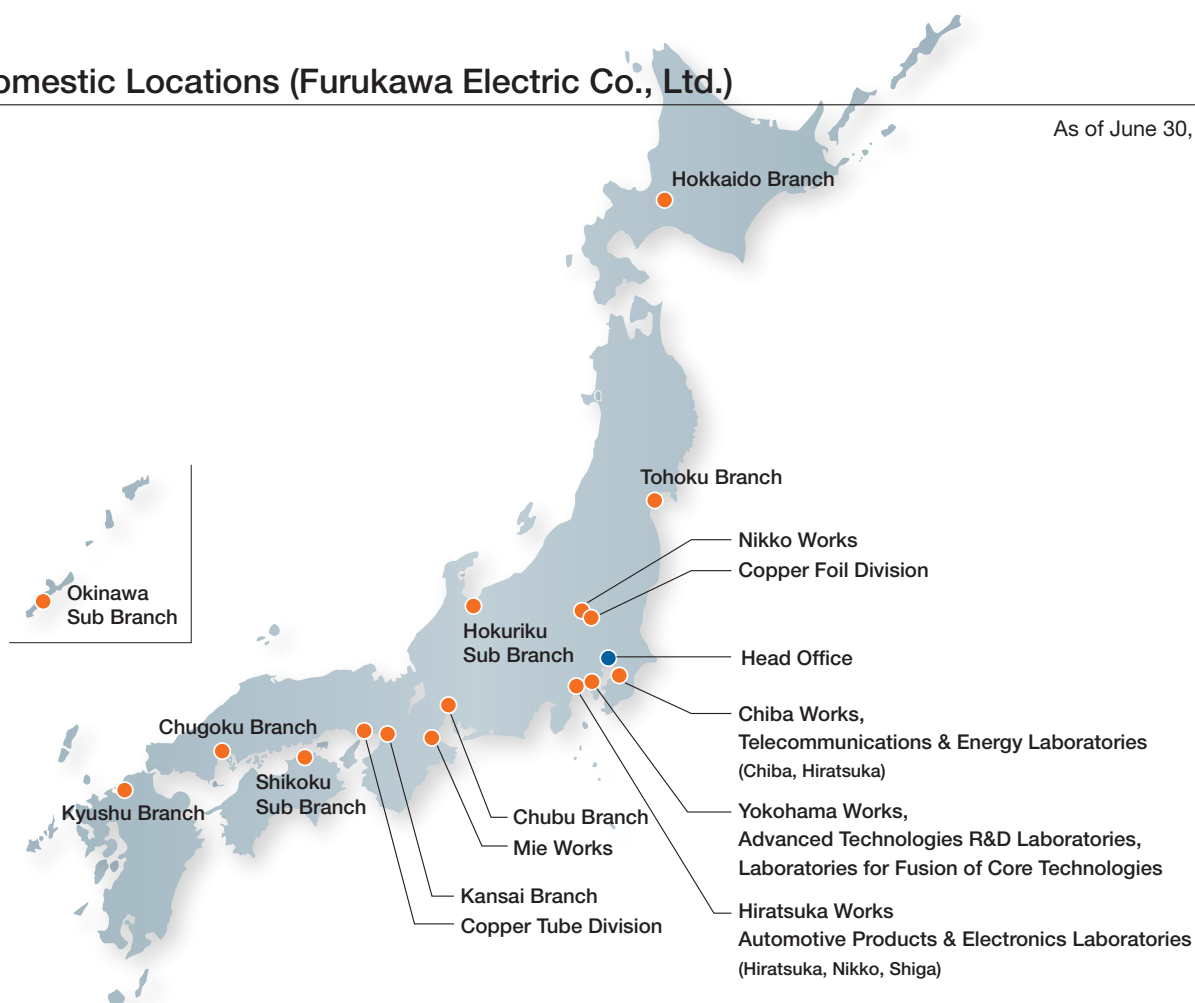 omestic Locations (Furukawa Electric Co., Ltd.)
As of June 30,
Hokkaido Branch
Tohoku Branch
Nikko Works
Copper Foil Division
Okinawa
Sub Branch
Hokuriku
Sub Branch
Head Office
Chiba Works,
Telecommunications & Energy Laboratories
(Chiba, Hiratsuka)
Chugoku Branch
Shikoku
Sub Branch
Kyushu Branch
Chubu Branch
Mie Works
Yokohama Works,
Advanced Technologies R&D Laboratories,
Laboratories for Fusion of Core Technologies
Kansai Branch
Copper Tube Division
Hiratsuka Works
Automotive Products & Electronics Laboratories
(Hiratsuka, Nikko, Shiga)